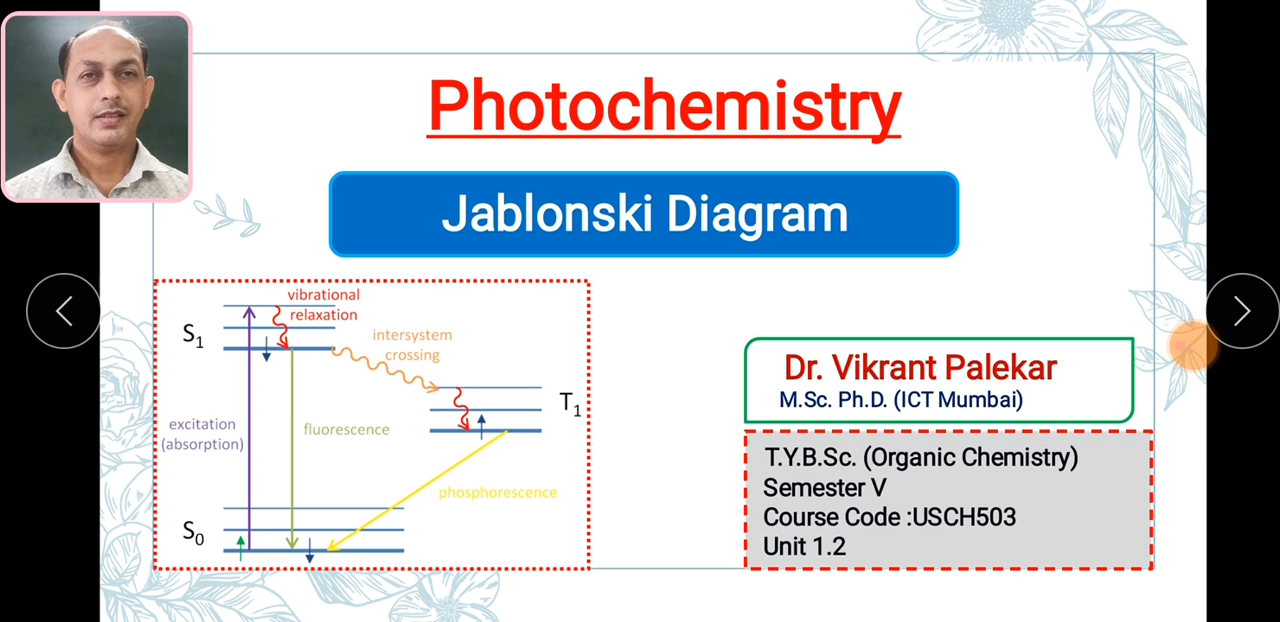 Photochemistry
Jablonski Diagram
vibrational
relaxation
S1
intersystem
crossing
T1
excitation
(absorption)
fluorescence
phosphorescence
S0
Dr. Vikrant Palekar
M.Sc. Ph.D. (ICT Mumbai)
T.Y.B.Sc. (Organic Chemistry)
Semester V
Course Code :USCH503
Unit 1.2